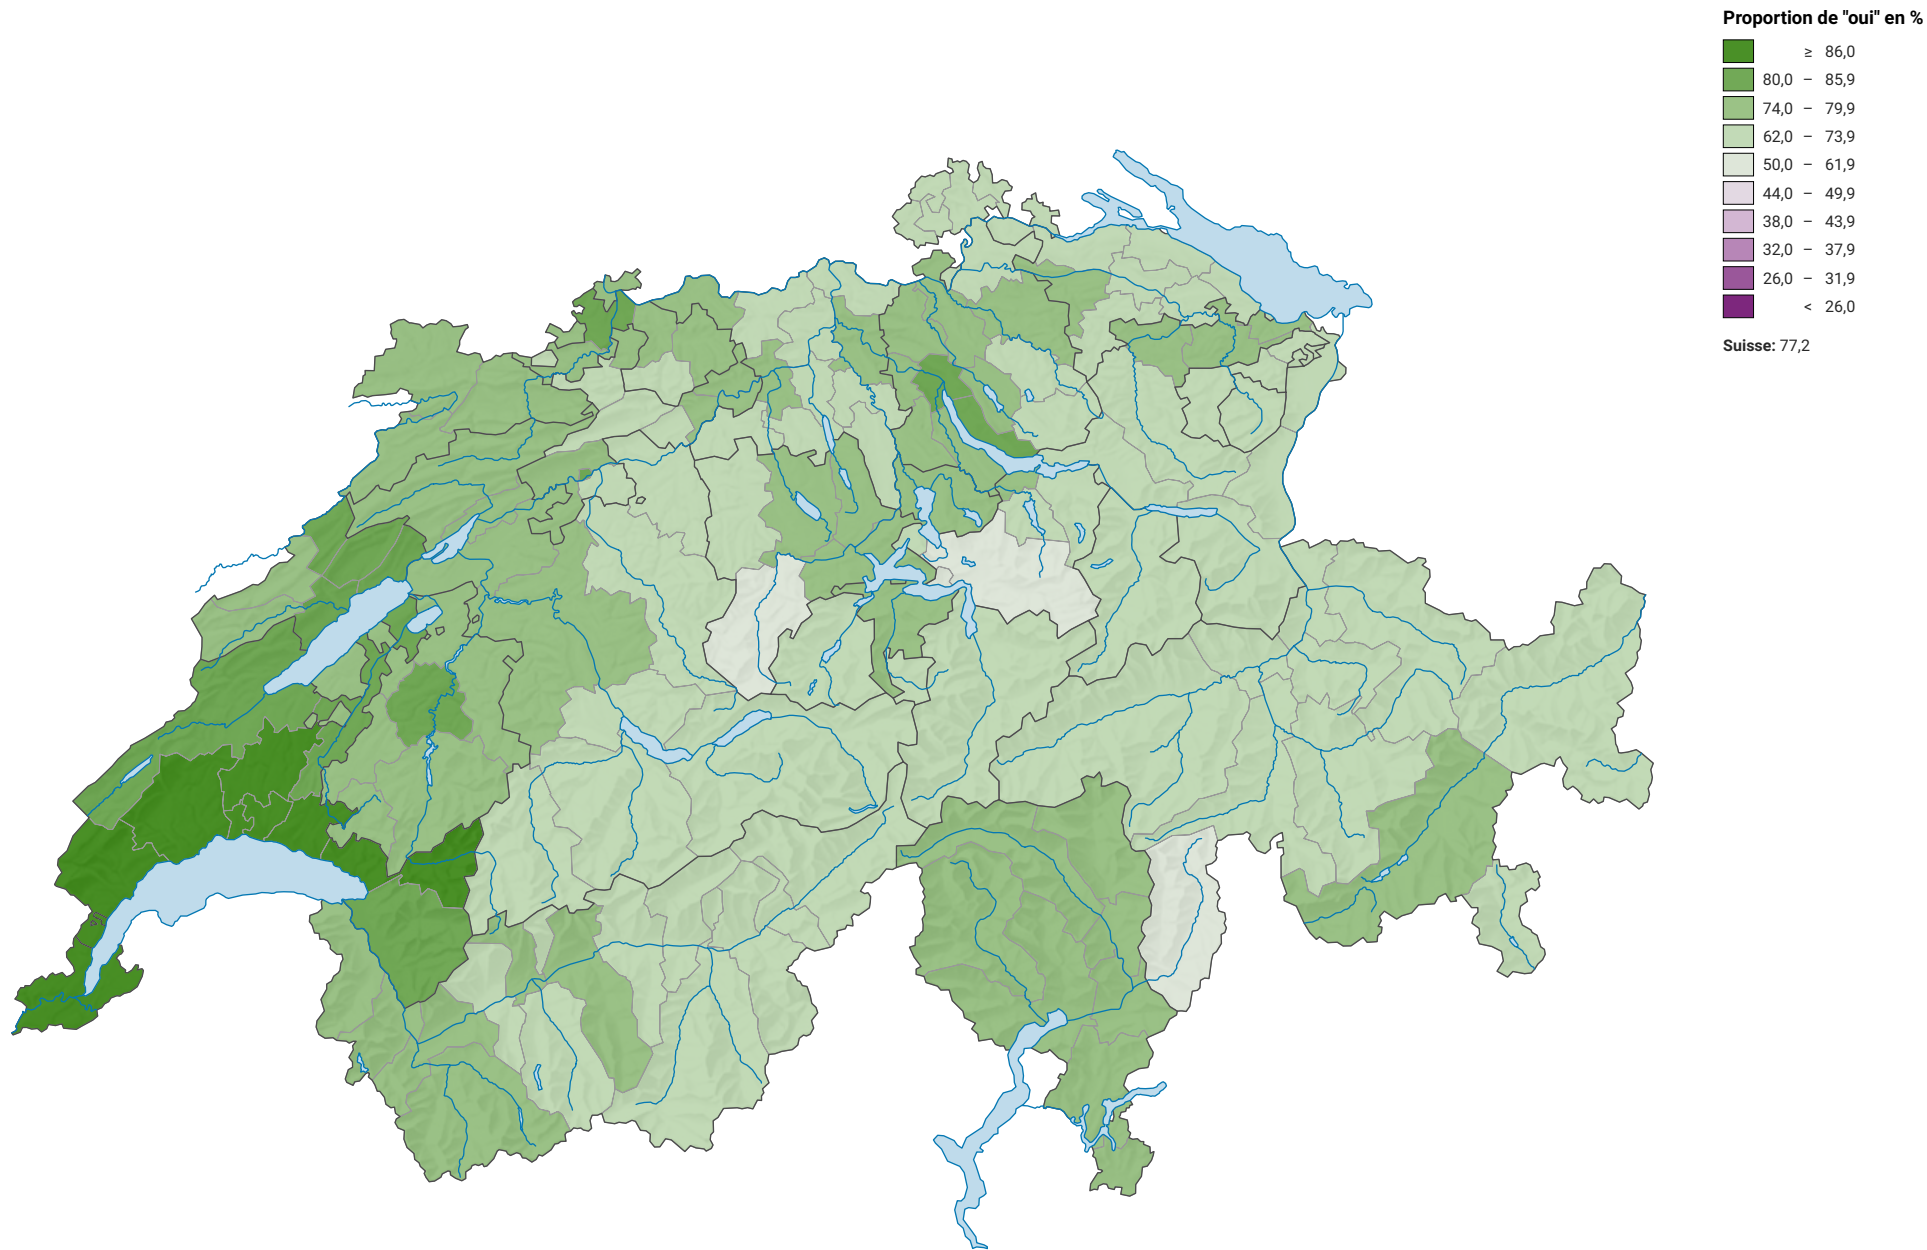 Proportion de "oui" en %
≥ 86,0
80,0 – 85,9
74,0 – 79,9
62,0 – 73,9
50,0 – 61,9
44,0 – 49,9
38,0 – 43,9
32,0 – 37,9
26,0 – 31,9
< 26,0
Suisse: 77,2